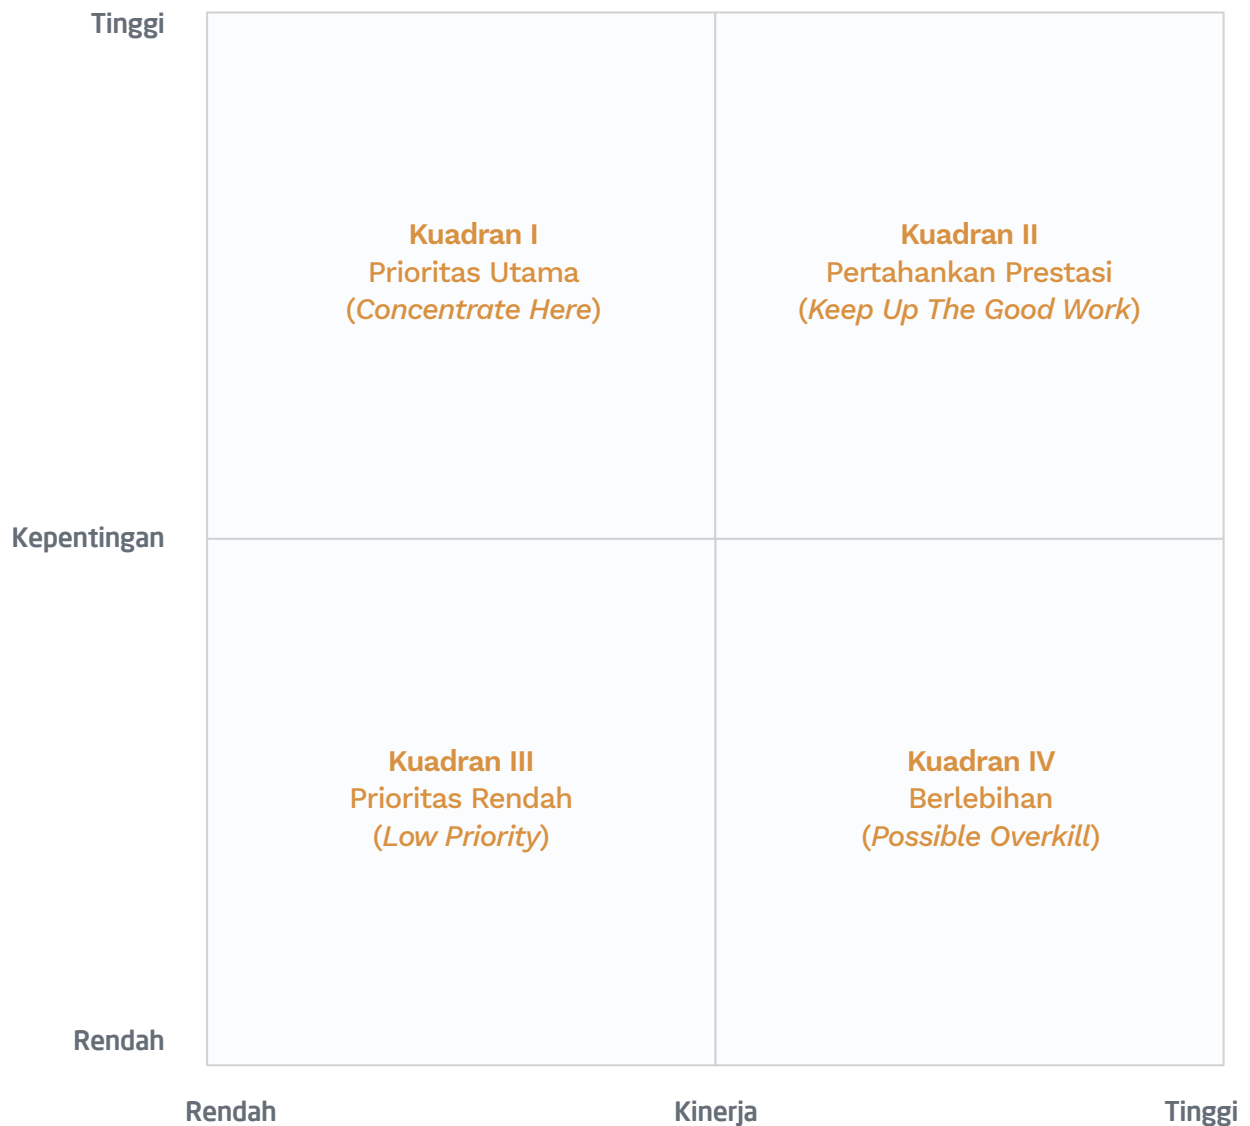 Tinggi
Kuadran I
Prioritas Utama
(Concentrate Here)
Kuadran II
Pertahankan Prestasi
(Keep Up The Good Work)
Kepentingan
Kuadran III
Prioritas Rendah
(Low Priority)
Kuadran IV
Berlebihan
(Possible Overkill)
Rendah
Rendah
Kinerja
Tinggi